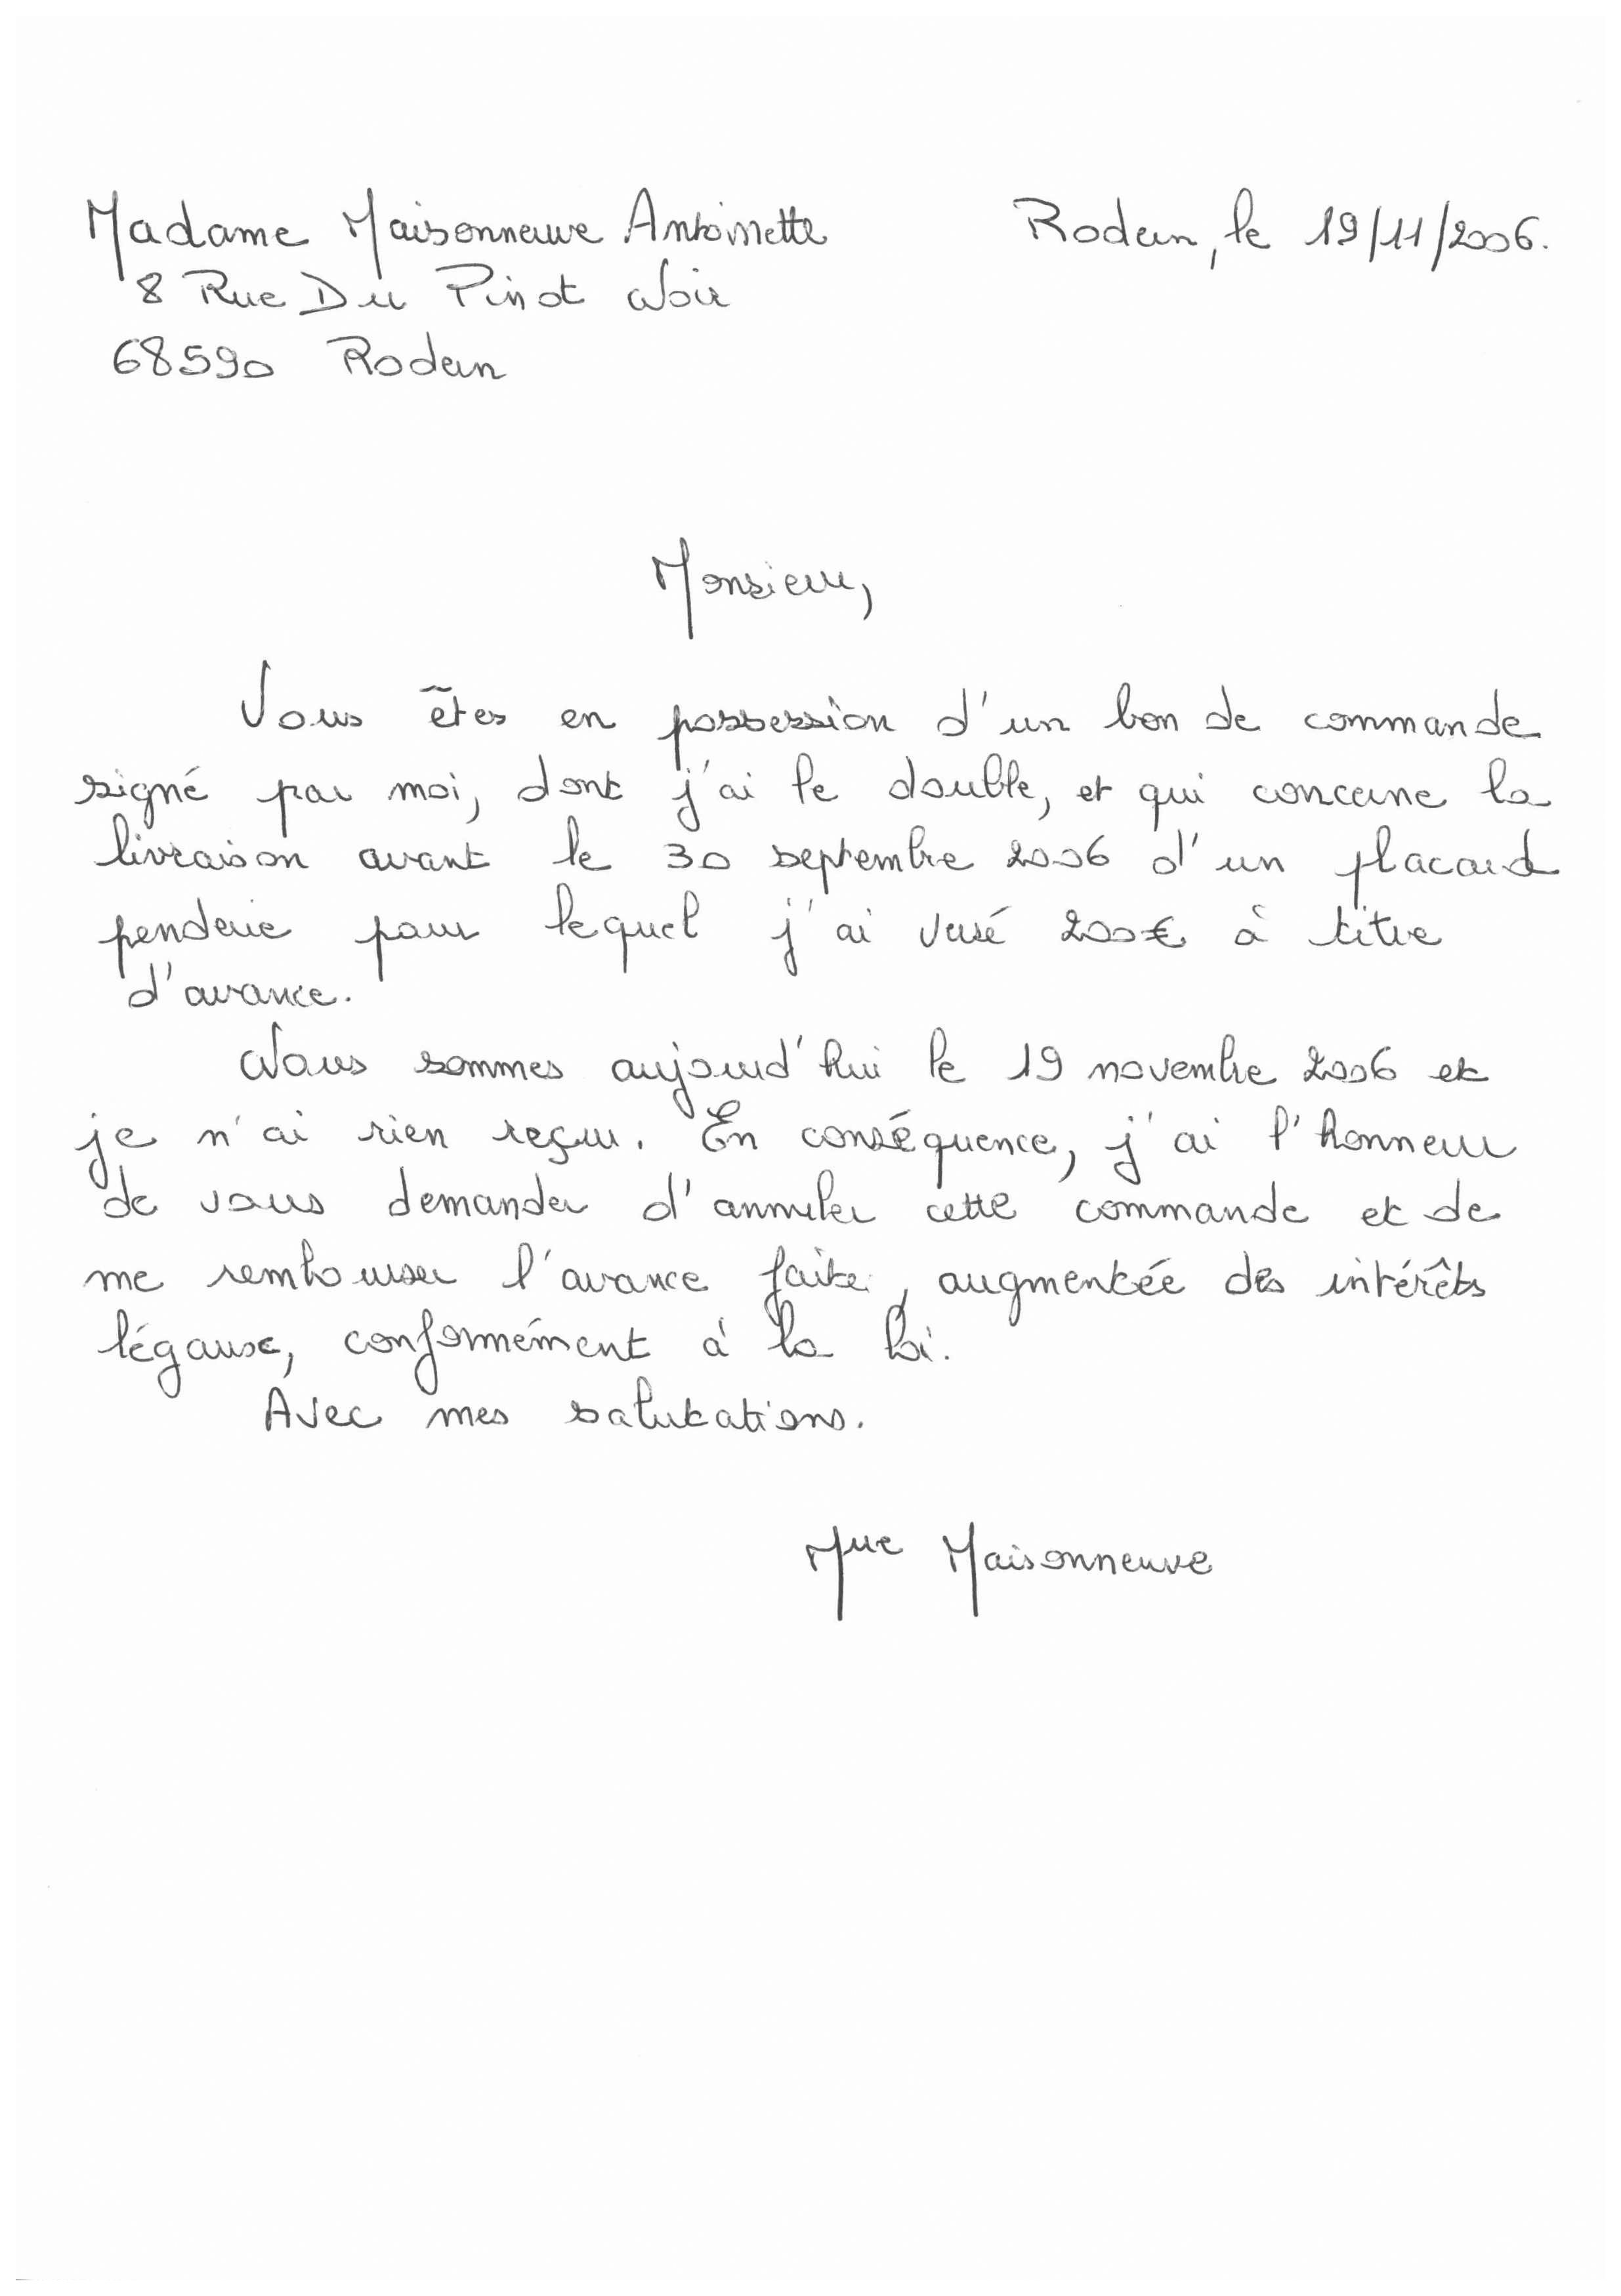 Madame Maisonneuve Antoinette
Rodern, le 19/11/2006.
8 Rue Du Pinot Noir
68590 Rodern
Monsieur,
Vous êtes en possession d'un bon de commande
signé par moi, dont j'ai le double, et qui concerne la
livraison avant le 30 septembre 2006 d'un placard
penderie pour lequel j'ai versé 200€ à titre
d'avance.
Nous sommes aujourd'hui le 19 novembre 2006 et
je n'ai rien reçu. En conséquence, j'ai l'honneur
de vous demander d'annuler cette commande et de
me rembourser l'avance faite, augmentée des intérêts
légaux, conformément à la loi.
Avec mes salutations.
Maisonneuve